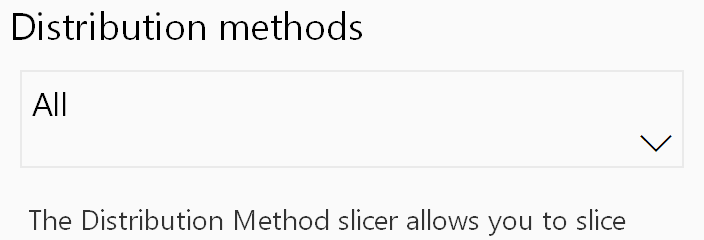 Distribution methods
All
The Distribution Method slicer allows you to slice